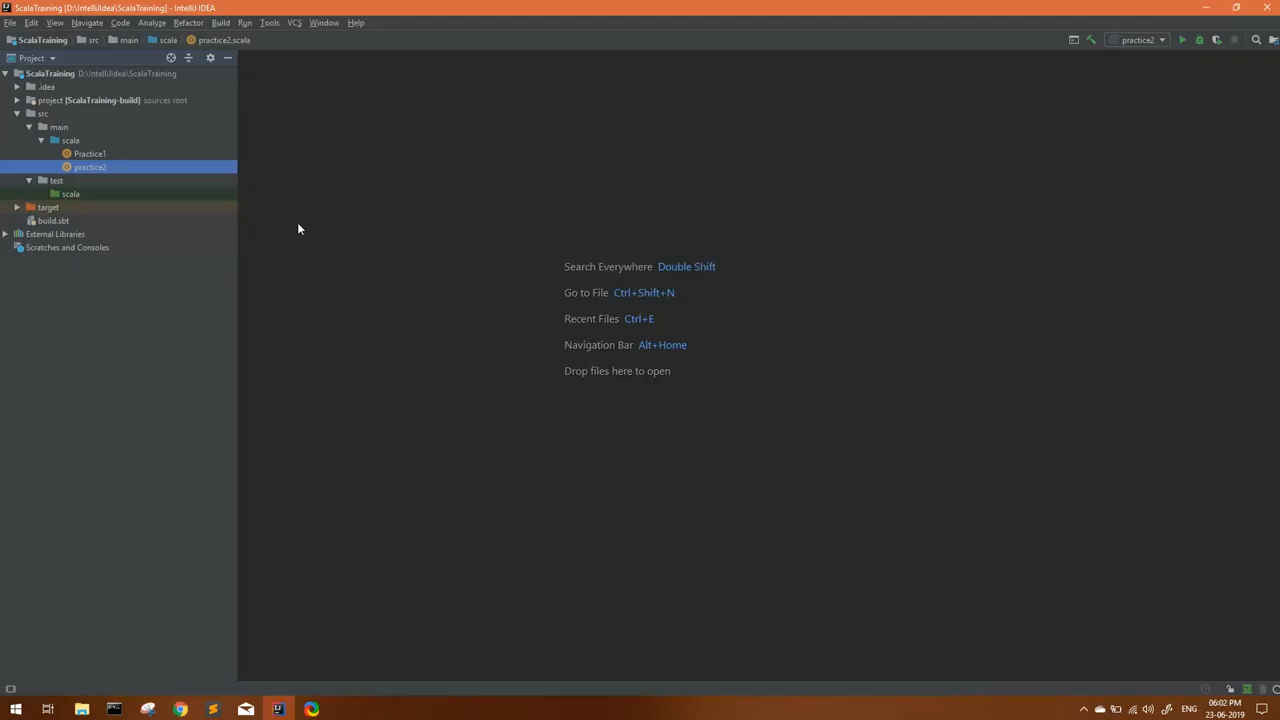 ScalaTraining [D:\IntelliJIdea\ScalaTraining] - IntelliJ IDEA
File Edit View Navigate Code Analyze Refactor Build Run Tools VCS Window Help
ScalaTraining src main scala practice2.scala practice2
Project
ScalaTraining D:\IntelliJIdea\ScalaTraining
.idea
project [ScalaTraining-build] sources root
src
main
scala
Practice1
practice2
test
scala
target
build.sbt
External Libraries
Scratches and Consoles
Search Everywhere Double Shift
Go to File Ctrl+Shift+N
Recent Files Ctrl+E
Navigation Bar Alt+Home
Drop files here to open
ENG
06:02 PM
23-06-2019